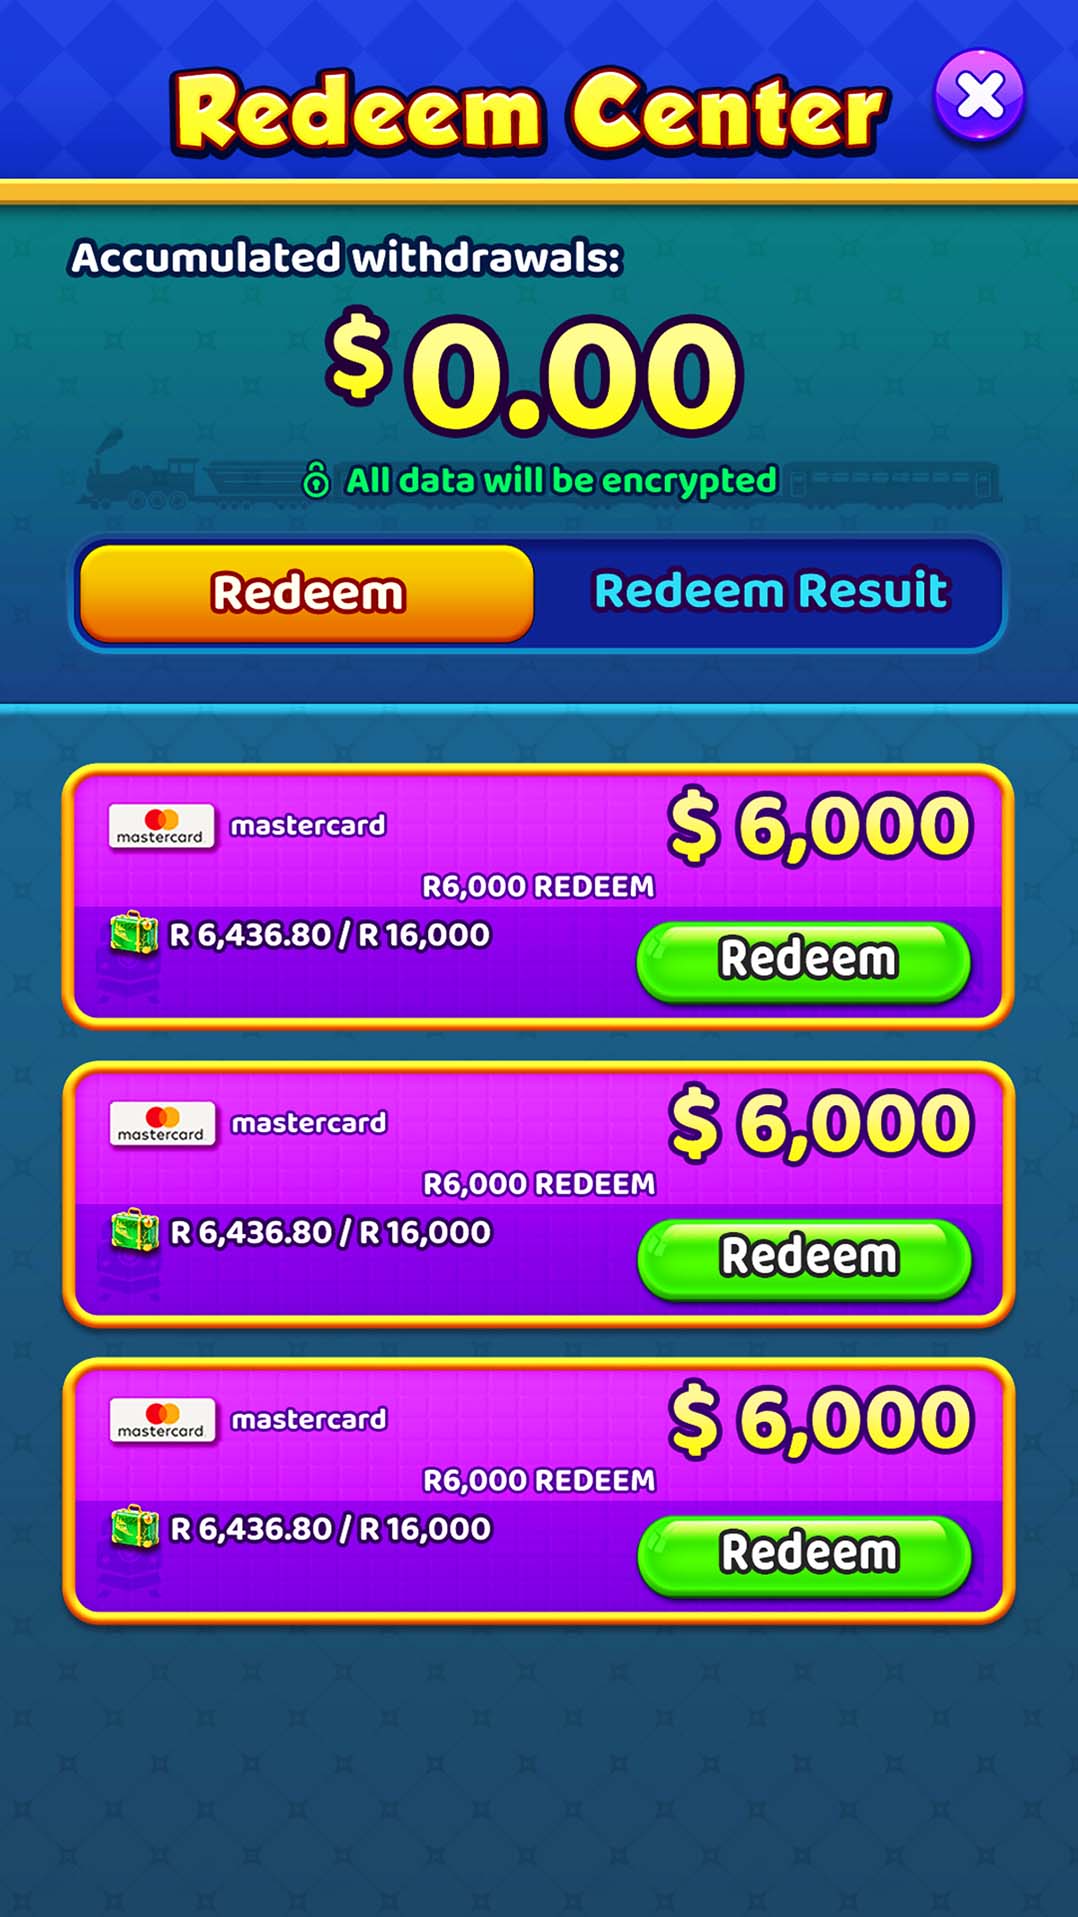 Redeem Center
Accumulated withdrawals:
$ 0.00
All data will be encrypted
Redeem
Redeem Resuit
mastercard
mastercard
$ 6,000
R6,000 REDEEM
R 6,436.80 / R 16,000
Redeem
mastercard
mastercard
$ 6,000
R6,000 REDEEM
R 6,436.80 / R 16,000
Redeem
mastercard
mastercard
$ 6,000
R6,000 REDEEM
R 6,436.80 / R 16,000
Redeem